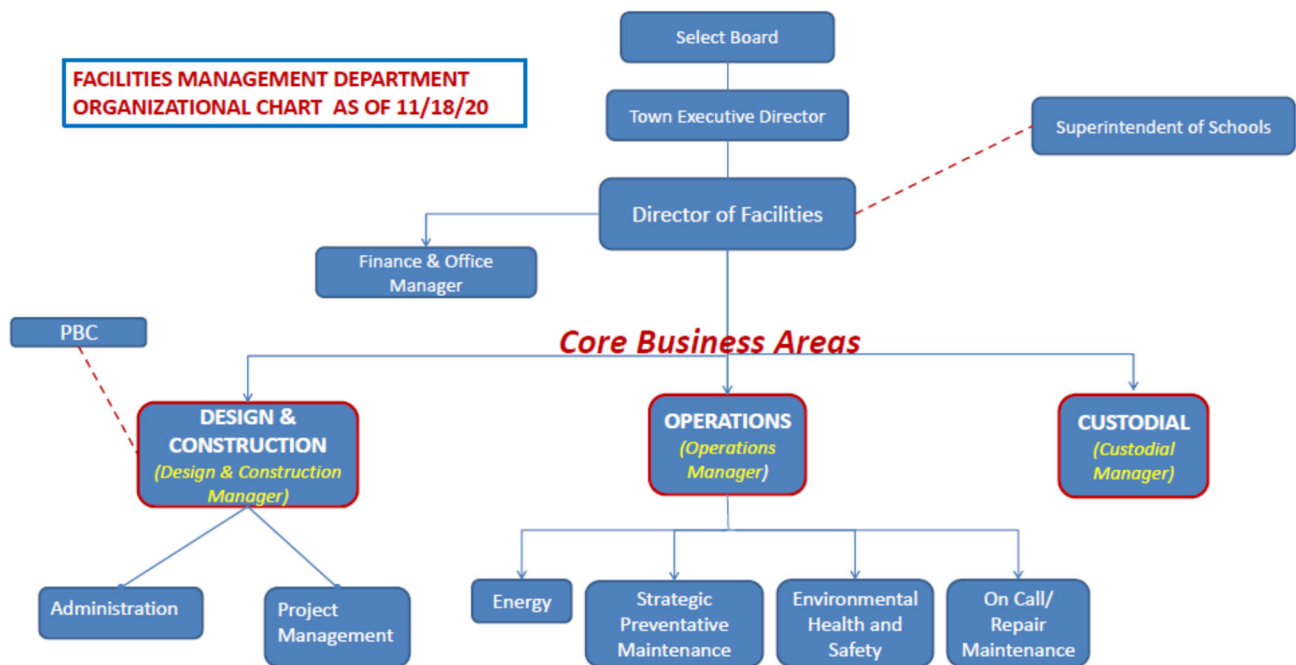 Select Board
FACILITIES MANAGEMENT DEPARTMENT
ORGANIZATIONAL CHART AS OF 11/18/20
Town Executive Director
Superintendent of Schools
Director of Facilities
Finance & Office
Manager
PBC
Core Business Areas
DESIGN &
CONSTRUCTION
(Design & Construction
Manager)
OPERATIONS
(Operations
Manager)
CUSTODIAL
(Custodial
Manager)
Administration
Project
Management
Energy
Strategic
Preventative
Maintenance
Environmental
Health and
Safety
On Call/
Repair
Maintenance